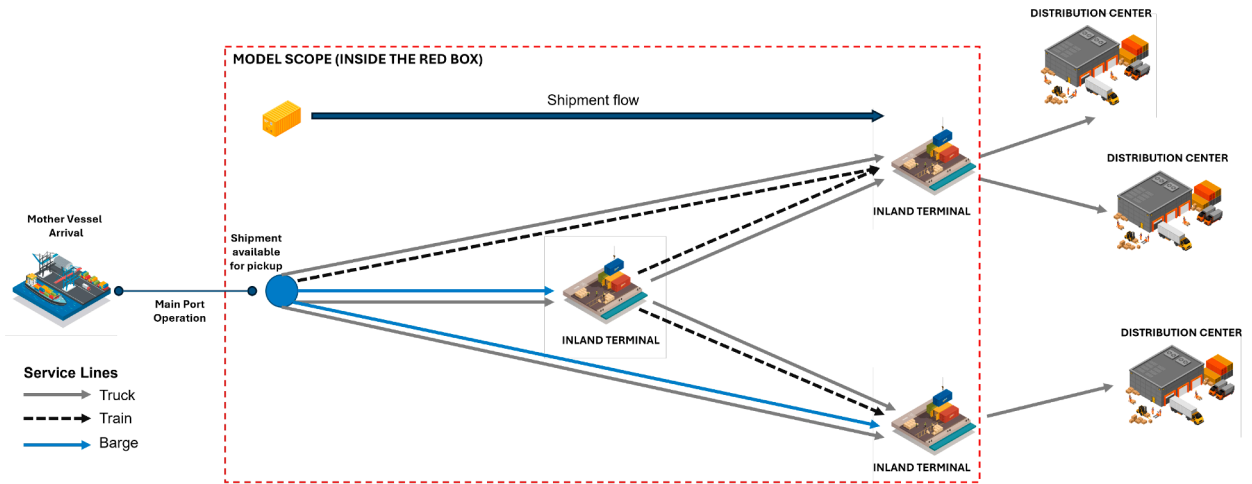 DISTRIBUTION CENTER
MODEL SCOPE (INSIDE THE RED BOX)
Shipment flow
DISTRIBUTION CENTER
INLAND TERMINAL
Mother Vessel
Arrival
Shipment
available
for pickup
Main Port
Operation
INLAND TERMINAL
DISTRIBUTION CENTER
Service Lines
Truck
Train
Barge
INLAND TERMINAL